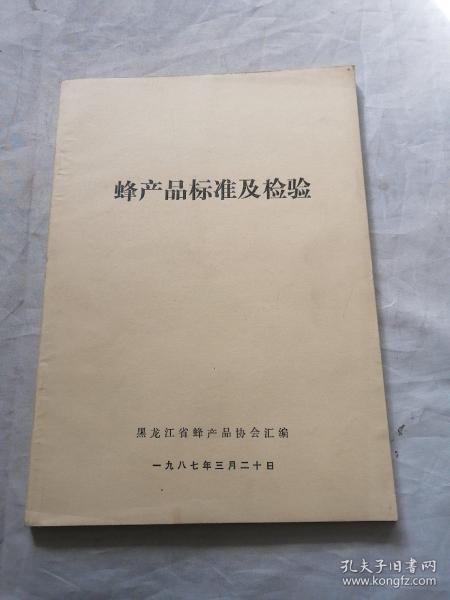 蜂产品标准及检验
黑龙江省蜂产品协会汇编
一九八七年三月二十日
孔夫子旧书网
www.kongfz.com